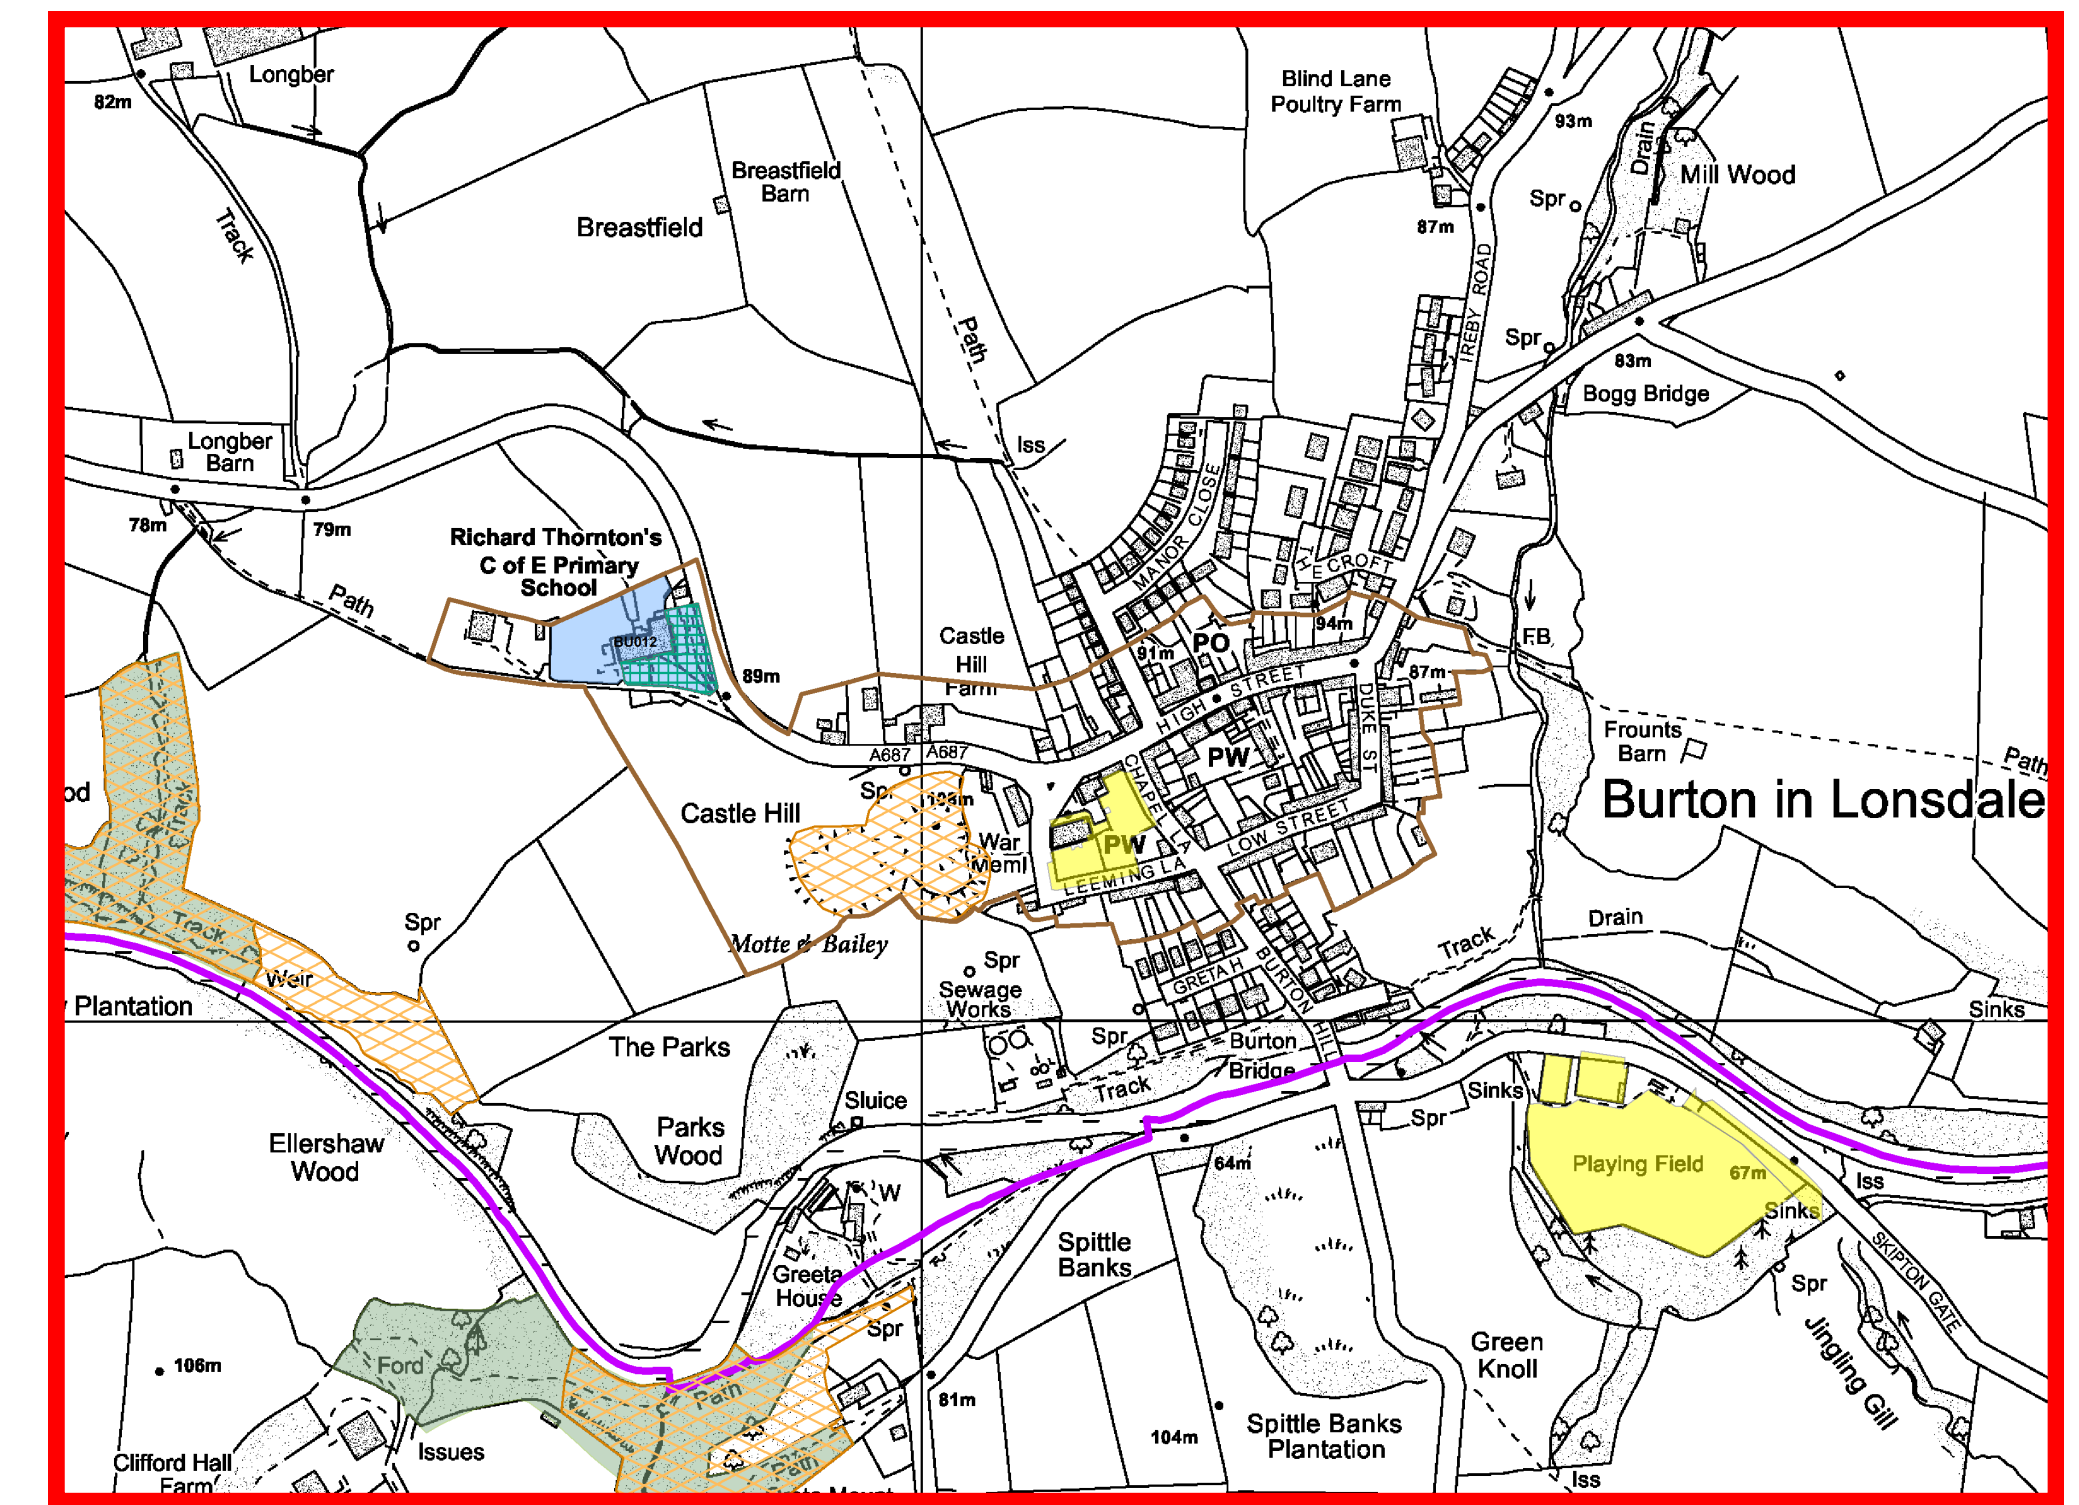 Longber
82m
Blind Lane
Poultry Farm
93m
Drain
Mill Wood
Breastfield
Barn
Breastfield
Spr
87m
Track
IREBY ROAD
Path
Spr
83m
Bogg Bridge
Longber
Barn
Iss
78m
79m
MANOR CLOSE
Richard Thornton's
C of E Primary
School
THE CROFT
Path
BU012
Castle
Hill
Farm
PO
91m
94m
FB
89m
87m
HIGH STREET
DUKE ST
A687
A687
PW
Frounts
Barn
Path
Burton in Lonsdale
od
Spr
Castle Hill
CHAPEL LA
LOW STREET
War
Meml
PW
LEEMING LA
Track
Track
Spr
Weir
Motte & Bailey
Spr
Sewage
Works
GRETA H
BURTON HILL
Track
Drain
Sinks
Plantation
The Parks
Spr
Burton
Bridge
Track
Sinks
Spr
Sluice
Parks
Wood
Ellershaw
Wood
64m
Playing Field
67m
Iss
Sinks
W
Greeta
House
Spr
Spittle
Banks
Spr
SKIPTON GATE
Jingling Gill
Green
Knoll
Ford
106m
Path
81m
104m
Spittle Banks
Plantation
Issues
Clifford Hall
Farm
Path
Iss